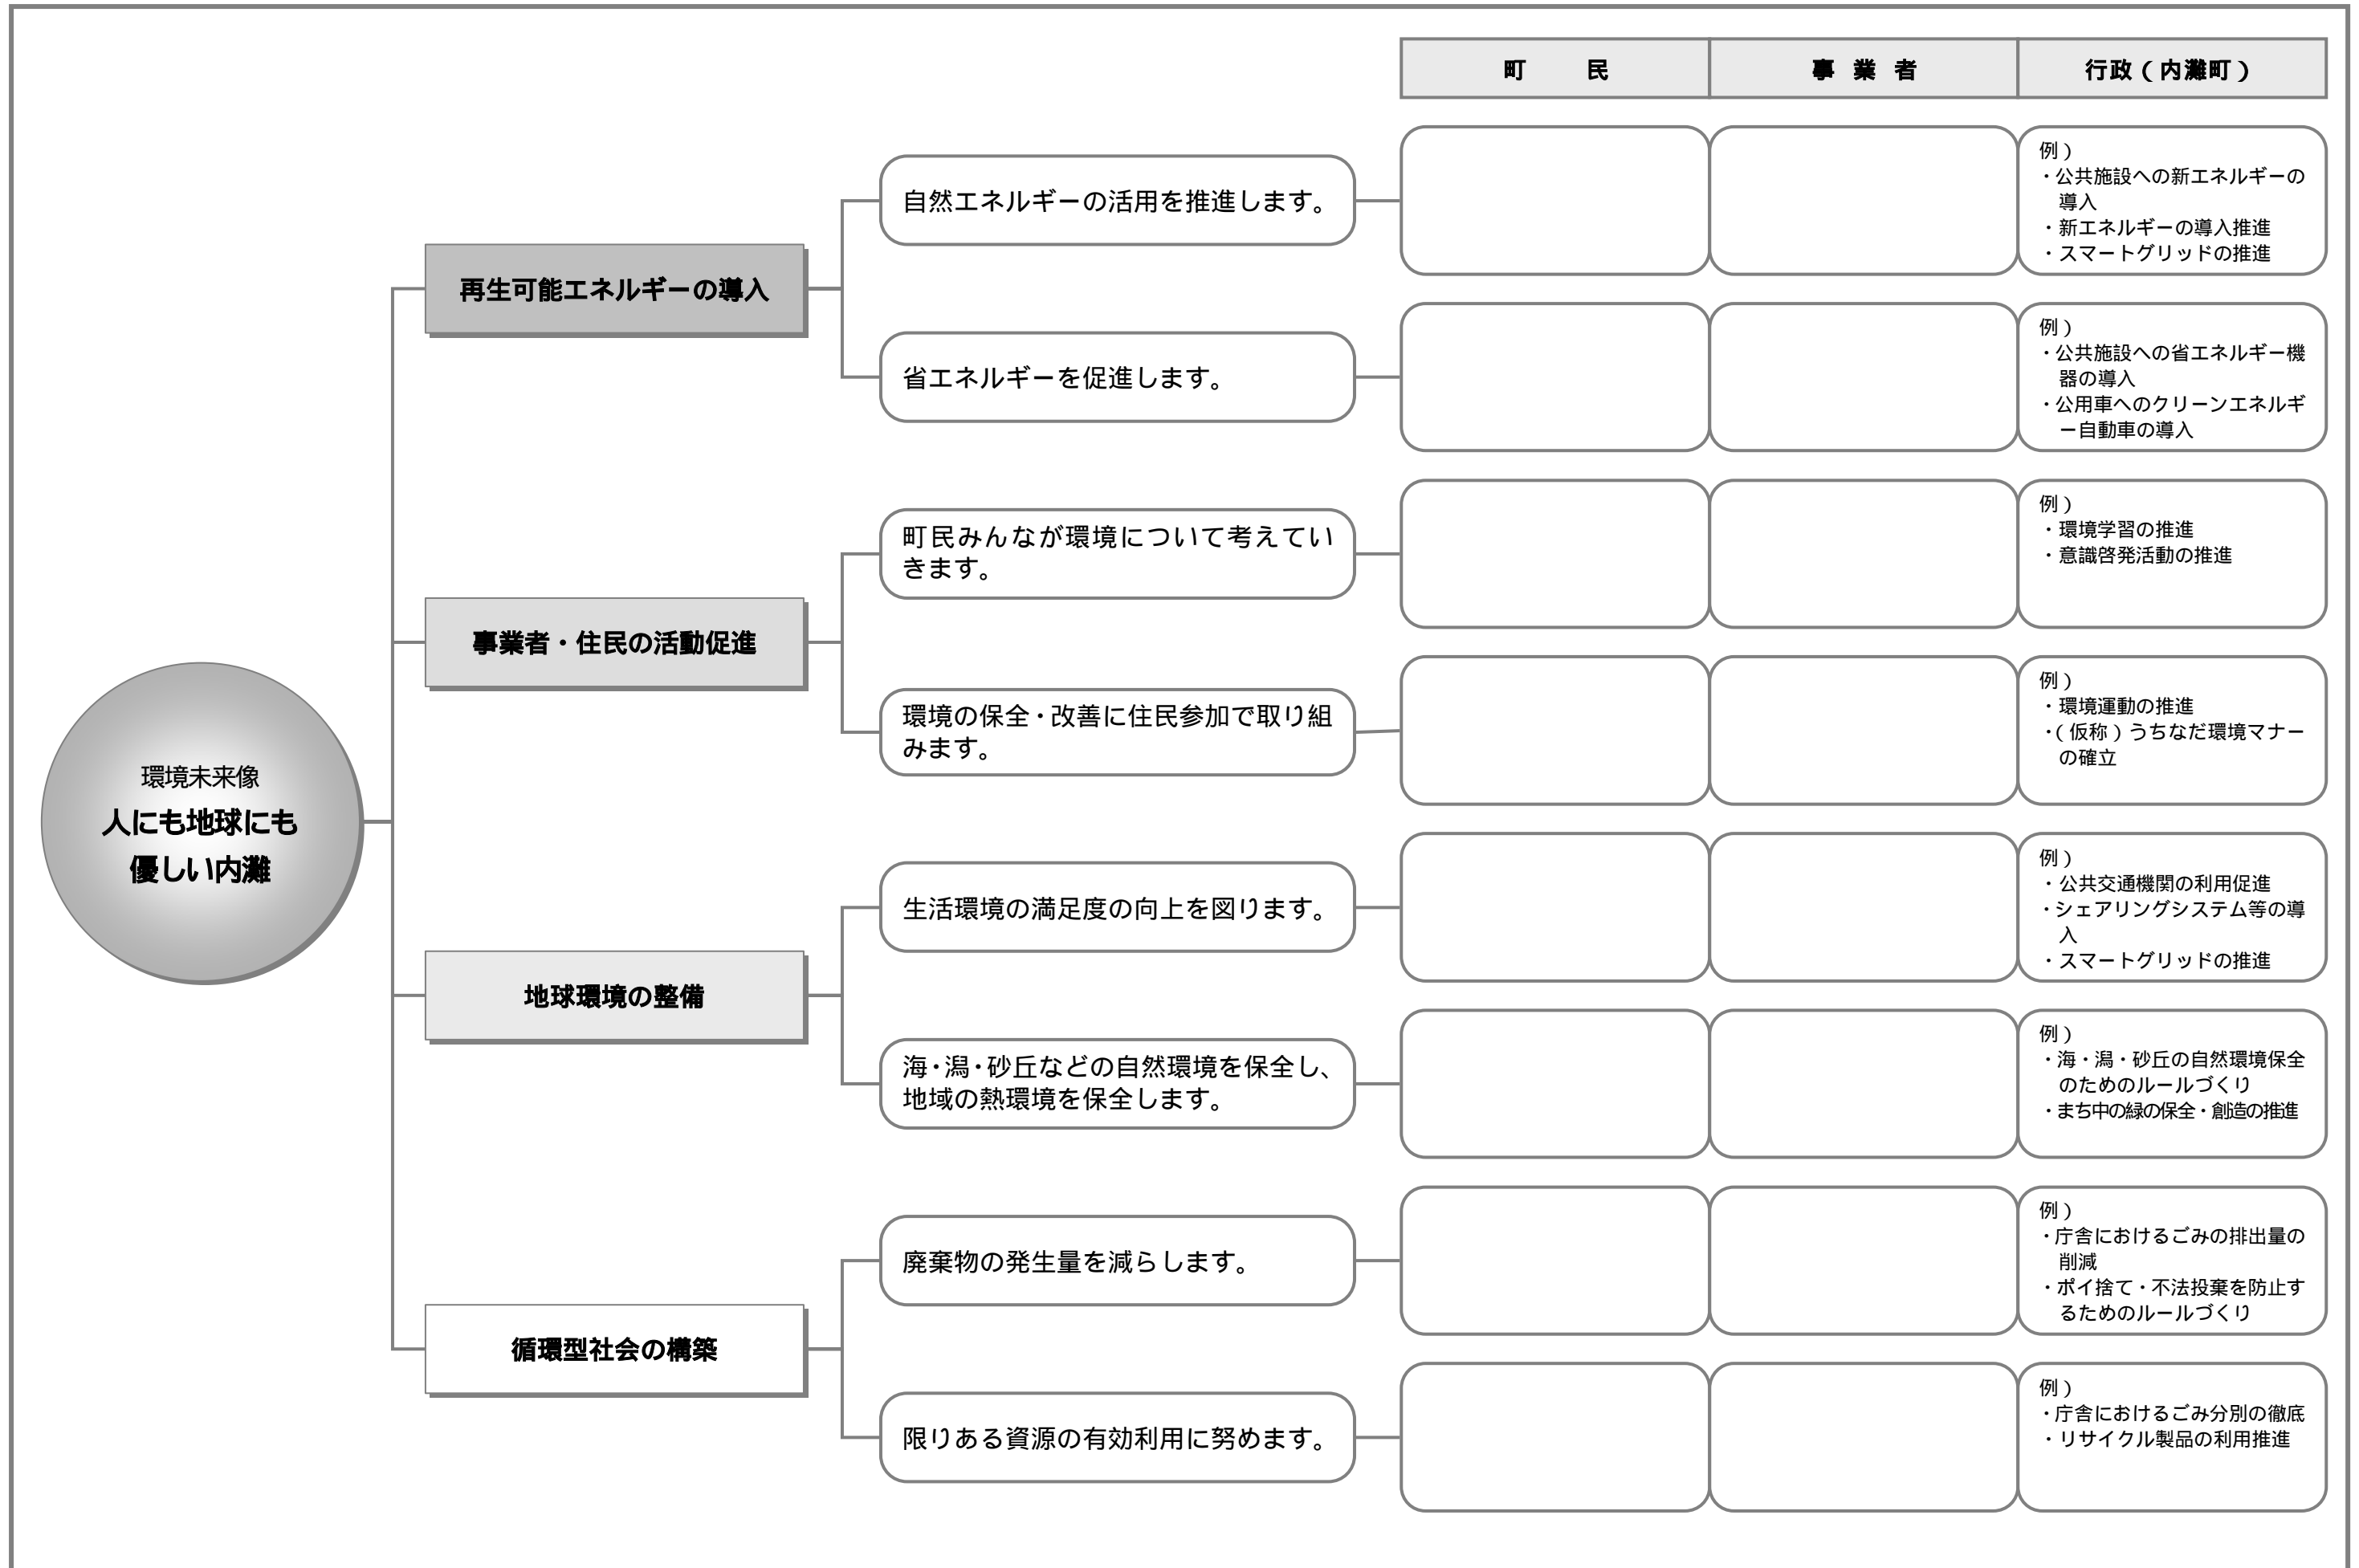 町　　民
事 業 者
行政（内灘町）
環境未来像
人にも地球にも
優しい内灘
再生可能エネルギーの導入
自然エネルギーの活用を推進します。
例）
・公共施設への新エネルギーの
導入
・新エネルギーの導入推進
・スマートグリッドの推進
省エネルギーを促進します。
例）
・公共施設への省エネルギー機
器の導入
・公用車へのクリーンエネルギ
ー自動車の導入
事業者・住民の活動促進
町民みんなが環境について考えてい
きます。
例）
・環境学習の推進
・意識啓発活動の推進
環境の保全・改善に住民参加で取り組
みます。
例）
・環境運動の推進
・（仮称）うちなだ環境マナー
の確立
地球環境の整備
生活環境の満足度の向上を図ります。
例）
・公共交通機関の利用促進
・シェアリングシステム等の導
入
・スマートグリッドの推進
海・潟・砂丘などの自然環境を保全し、
地域の熱環境を保全します。
例）
・海・潟・砂丘の自然環境保全
のためのルールづくり
・まち中の緑の保全・創造の推進
循環型社会の構築
廃棄物の発生量を減らします。
例）
・庁舎におけるごみの排出量の
削減
・ポイ捨て・不法投棄を防止す
るためのルールづくり
限りある資源の有効利用に努めます。
例）
・庁舎におけるごみ分別の徹底
・リサイクル製品の利用推進